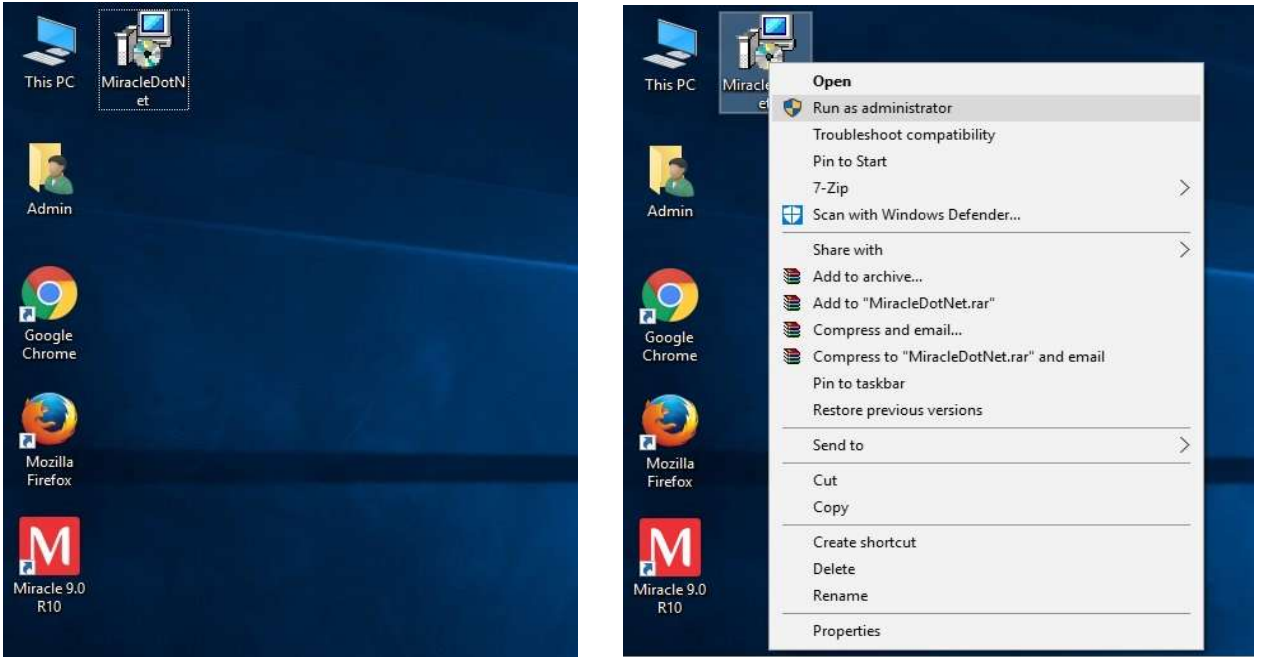 This PC
MiracleDotN
et
Admin
Google
Chrome
Mozilla
Firefox
M
Miracle 9.0
R10
This PC
Miracle
et
Admin
Google
Chrome
Mozilla
Firefox
M
Miracle 9.0
R10
Open
Run as administrator
Troubleshoot compatibility
Pin to Start
7-Zip
Scan with Windows Defender...
Share with
Add to archive...
Add to "MiracleDotNet.rar"
Compress and email...
Compress to "MiracleDotNet.rar" and email
Pin to taskbar
Restore previous versions
Send to
Cut
Copy
Create shortcut
Delete
Rename
Properties